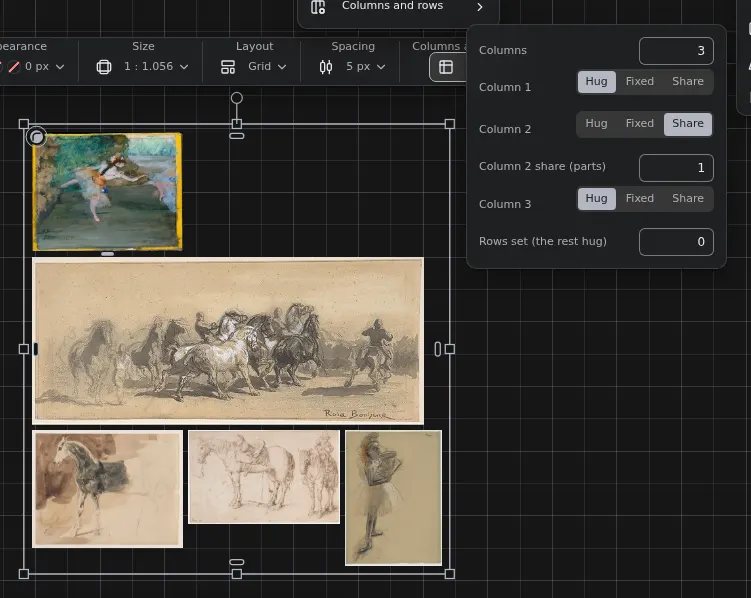 Columns and rows
pearance
Size
Layout
Spacing
Columns a
0 px
1 : 1.056
Grid
5 px
Columns
3
Column 1
Hug
Fixed
Share
Column 2
Hug
Fixed
Share
Column 2 share (parts)
1
Column 3
Hug
Fixed
Share
Rows set (the rest hug)
0
Rosa Bonheur